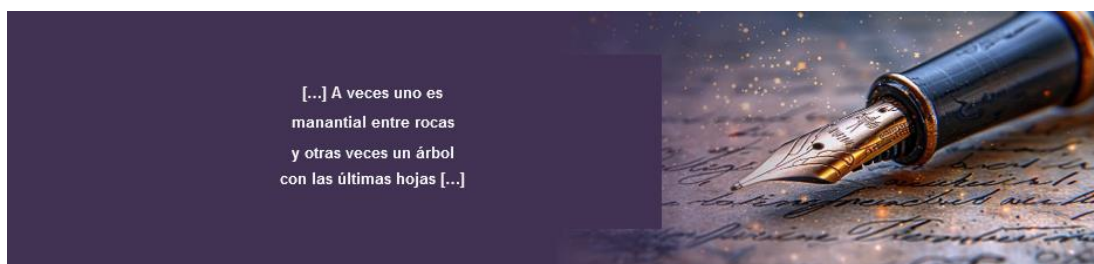 [...] A veces uno es
manantial entre rocas
y otras veces un árbol
con las últimas hojas [...]